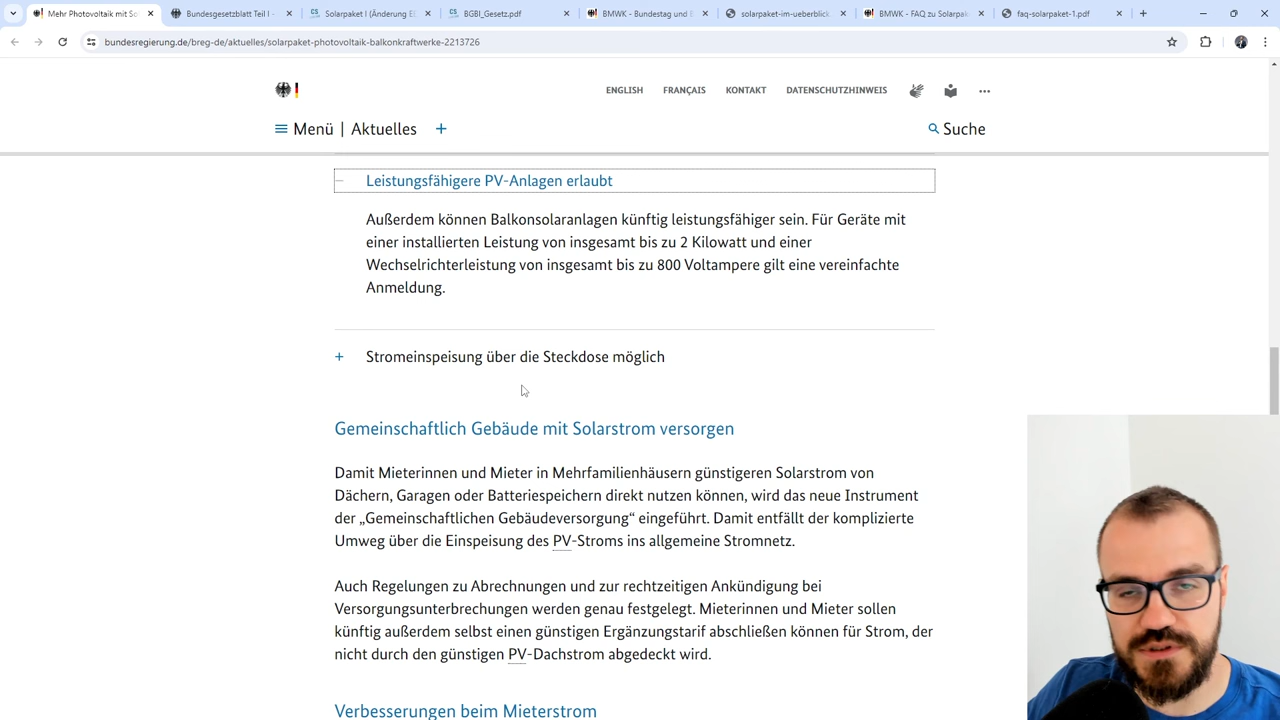 Mehr Photovoltaik mit So
Bundesgesetzblatt Teil I -
Solarpaket I (Änderung EE
BGBl_Gesetz.pdf
BMWK - Bundestag und B
solarpaket-im-ueberblick.
BMWK - FAQ zu Solarpak
faq-solarpaket-1.pdf
bundesregierung.de/breg-de/aktuelles/solarpaket-photovoltaik-balkonkraftwerke-2213726
ENGLISH FRANÇAIS KONTAKT DATENSCHUTZHINWEIS
Menü | Aktuelles + Suche
Leistungsfähigere PV-Anlagen erlaubt
Außerdem können Balkonsolaranlagen künftig leistungsfähiger sein. Für Geräte mit
einer installierten Leistung von insgesamt bis zu 2 Kilowatt und einer
Wechselrichterleistung von insgesamt bis zu 800 Voltampere gilt eine vereinfachte
Anmeldung.
+ Stromeinspeisung über die Steckdose möglich
Gemeinschaftlich Gebäude mit Solarstrom versorgen
Damit Mieterinnen und Mieter in Mehrfamilienhäusern günstigeren Solarstrom von
Dächern, Garagen oder Batteriespeichern direkt nutzen können, wird das neue Instrument
der „Gemeinschaftlichen Gebäudeversorgung“ eingeführt. Damit entfällt der komplizierte
Umweg über die Einspeisung des PV-Stroms ins allgemeine Stromnetz.
Auch Regelungen zu Abrechnungen und zur rechtzeitigen Ankündigung bei
Versorgungsunterbrechungen werden genau festgelegt. Mieterinnen und Mieter sollen
künftig außerdem selbst einen günstigen Ergänzungstarif abschließen können für Strom, der
nicht durch den günstigen PV-Dachstrom abgedeckt wird.
Verbesserungen beim Mieterstrom